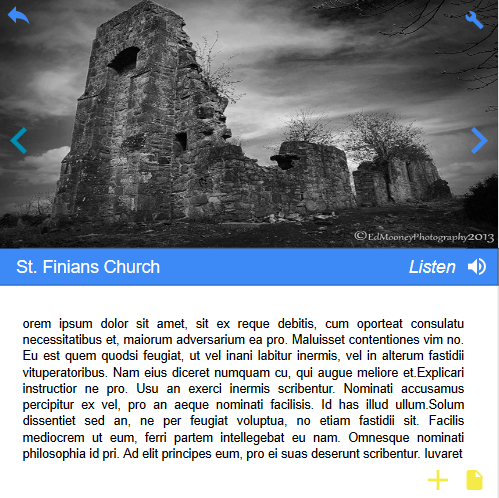 ©EdMooneyPhotography2013
St. Finians Church
Listen
orem ipsum dolor sit amet, sit ex reque debitis, cum oporteat consulatu
necessitatibus et, maiorum adversarium ea pro. Maluisset contentiones vim no.
Eu est quem quodsi feugiat, ut vel inani labitur inermis, vel in alterum fastidii
vituperatoribus. Nam eius diceret numquam cu, qui augue meliore et.Explicari
instructior ne pro. Usu an exerci inermis scribentur. Nominati accusamus
percipitur ex vel, pro an aeque nominati facilisis. Id has illud ullum.Solum
dissentiet sed an, ne per feugiat voluptua, no etiam fastidii sit. Facilis
mediocrem ut eum, ferri partem intellegebat eu nam. Omnesque nominati
philosophia id pri. Ad elit principes eum, pro ei suas deserunt scribentur. Iuvaret